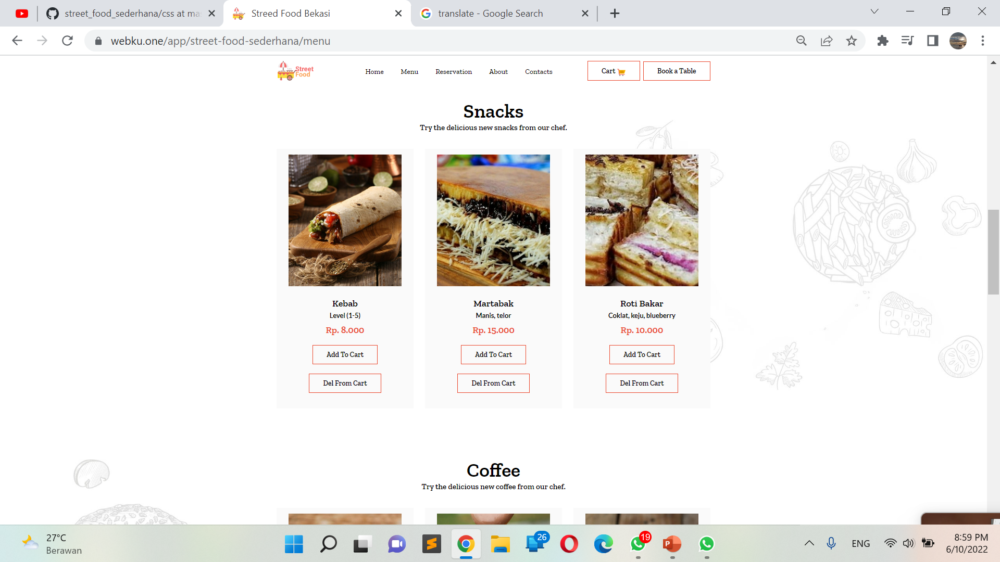 street_food_sederhana/css at ma
Streed Food Bekasi
translate - Google Search
webku.one/app/street-food-sederhana/menu
Street
Food
Home
Menu
Reservation
About
Contacts
Cart
Book a Table
Snacks
Try the delicious new snacks from our chef.
Kebab
Level (1-5)
Rp. 8.000
Add To Cart
Del From Cart
Martabak
Manis, telor
Rp. 15.000
Add To Cart
Del From Cart
Roti Bakar
Coklat, keju, blueberry
Rp. 10.000
Add To Cart
Del From Cart
Coffee
Try the delicious new coffee from our chef.
27°C
Berawan
26
19
P
ENG
8:59 PM
6/10/2022